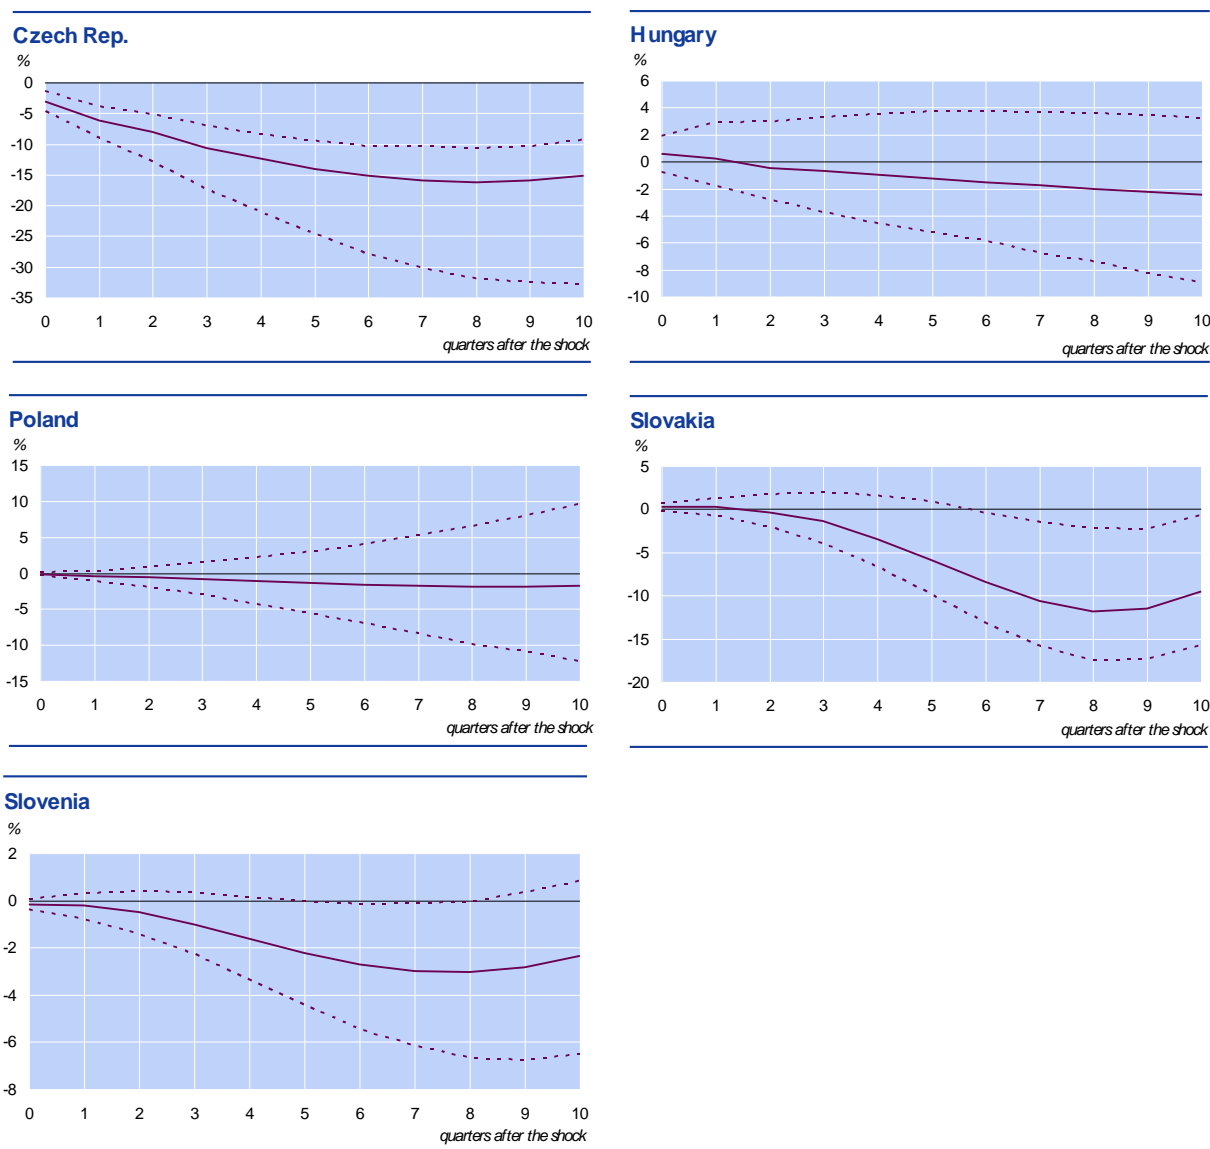 Czech Rep.
%
0
-5
-10
-15
-20
-25
-30
-35
0 1 2 3 4 5 6 7 8 9 10
quarters after the shock
Hungary
%
6
4
2
0
-2
-4
-6
-8
-10
0 1 2 3 4 5 6 7 8 9 10
quarters after the shock
Poland
%
15
10
5
0
-5
-10
-15
0 1 2 3 4 5 6 7 8 9 10
quarters after the shock
Slovakia
%
5
0
-5
-10
-15
-20
0 1 2 3 4 5 6 7 8 9 10
quarters after the shock
Slovenia
%
2
0
-2
-4
-6
-8
0 1 2 3 4 5 6 7 8 9 10
quarters after the shock